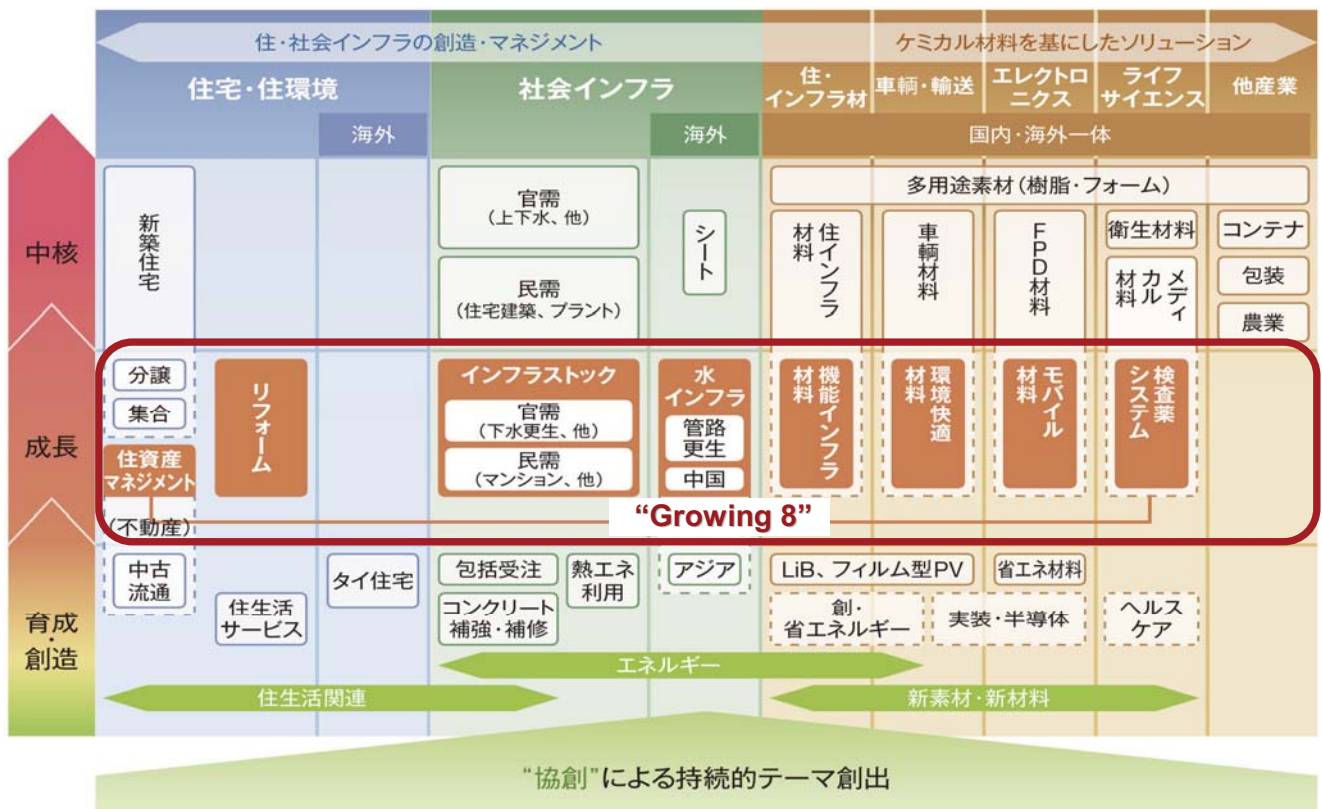 住・社会インフラの創造・マネジメント
ケミカル材料を基にしたソリューション
住宅・住環境
海外
社会インフラ
海外
住・
インフラ材
車輌・輸送
エレクトロ
ニクス
ライフ
サイエンス
他産業
国内・海外一体
中核
新築住宅
官需
(上下水、他)
民需
(住宅建築、プラント)
シート
多用途素材(樹脂・フォーム)
住インフラ
材料
車輌材料
FPD材料
衛生材料
メディ
カル
材料
コンテナ
包装
農業
成長
分譲
集合
住資産
マネジメント
(不動産)
リフォーム
インフラストック
官需
(下水更生、他)
民需
(マンション、他)
水
インフラ
管路
更生
中国
機能インフラ
材料
環境快適
材料
モバイル
材料
検査薬
システム
“Growing 8”
育成・
創造
中古
流通
住生活
サービス
タイ住宅
包括受注
コンクリート
補強・補修
熱エネ
利用
アジア
LiB、フィルム型PV
省エネ材料
創・
省エネルギー
実装・半導体
ヘルス
ケア
エネルギー
住生活関連
新素材・新材料
“協創”による持続的テーマ創出